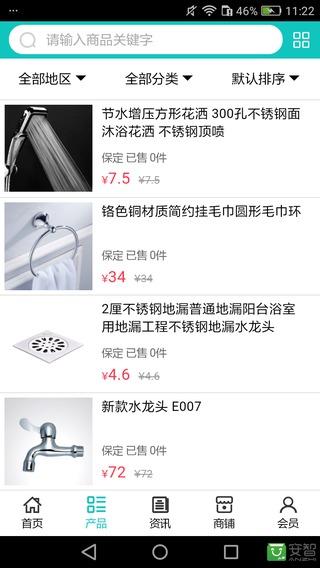 11:22
请输入商品关键字
全部地区 全部分类 默认排序
节水增压方形花洒 300孔不锈钢面
沐浴花洒 不锈钢顶喷
保定 已售 0件
¥7.5 ¥7.5
铬色铜材质简约挂毛巾圆形毛巾环
保定 已售 0件
¥34 ¥34
2厘不锈钢地漏普通地漏阳台浴室
用地漏工程不锈钢地漏水龙头
保定 已售 0件
¥4.6 ¥4.6
新款水龙头 E007
保定 已售 0件
¥72 ¥72
首页 产品 资讯 商铺 会员
安智
ANZHI